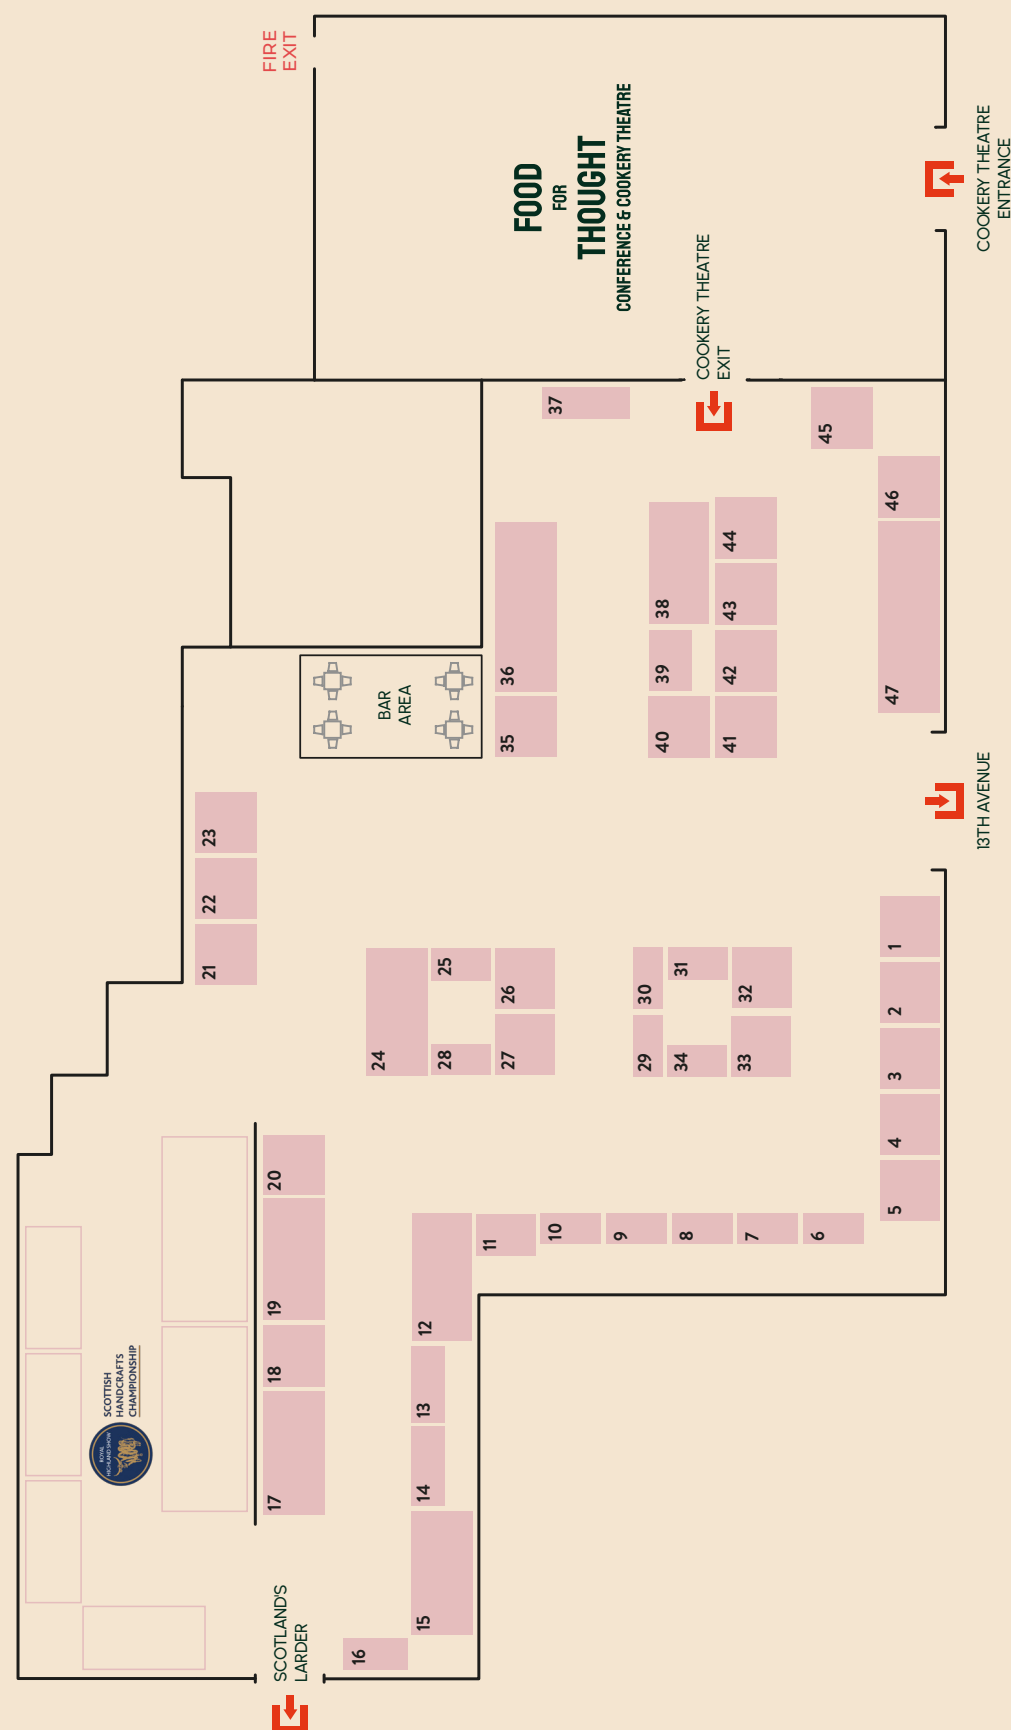 FIRE
EXIT
FOOD
FOR
THOUGHT
CONFERENCE & COOKERY THEATRE
COOKERY THEATRE
ENTRANCE
COOKERY THEATRE
EXIT
37
45
46
47
36
35
38
39
40
44
43
42
41
BAR
AREA
13TH AVENUE
23
22
21
24
25
26
27
28
30
31
32
29
34
33
1
2
3
4
5
6
7
8
9
10
11
12
13
14
15
16
20
19
18
17
ROYAL
HIGHLAND SHOW
SCOTTISH
HANDCRAFTS
CHAMPIONSHIP
SCOTLAND'S
LARDER